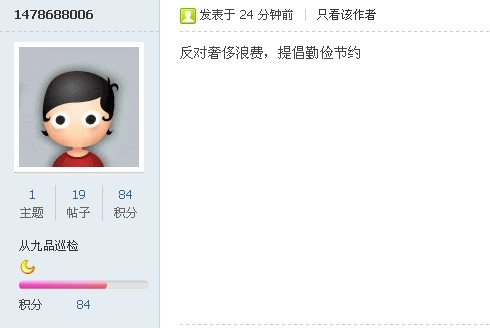 1478688006
发表于 24 分钟前 | 只看该作者
反对奢侈浪费，提倡勤俭节约
1 19 84
主题 帖子 积分
从九品巡检
积分 84